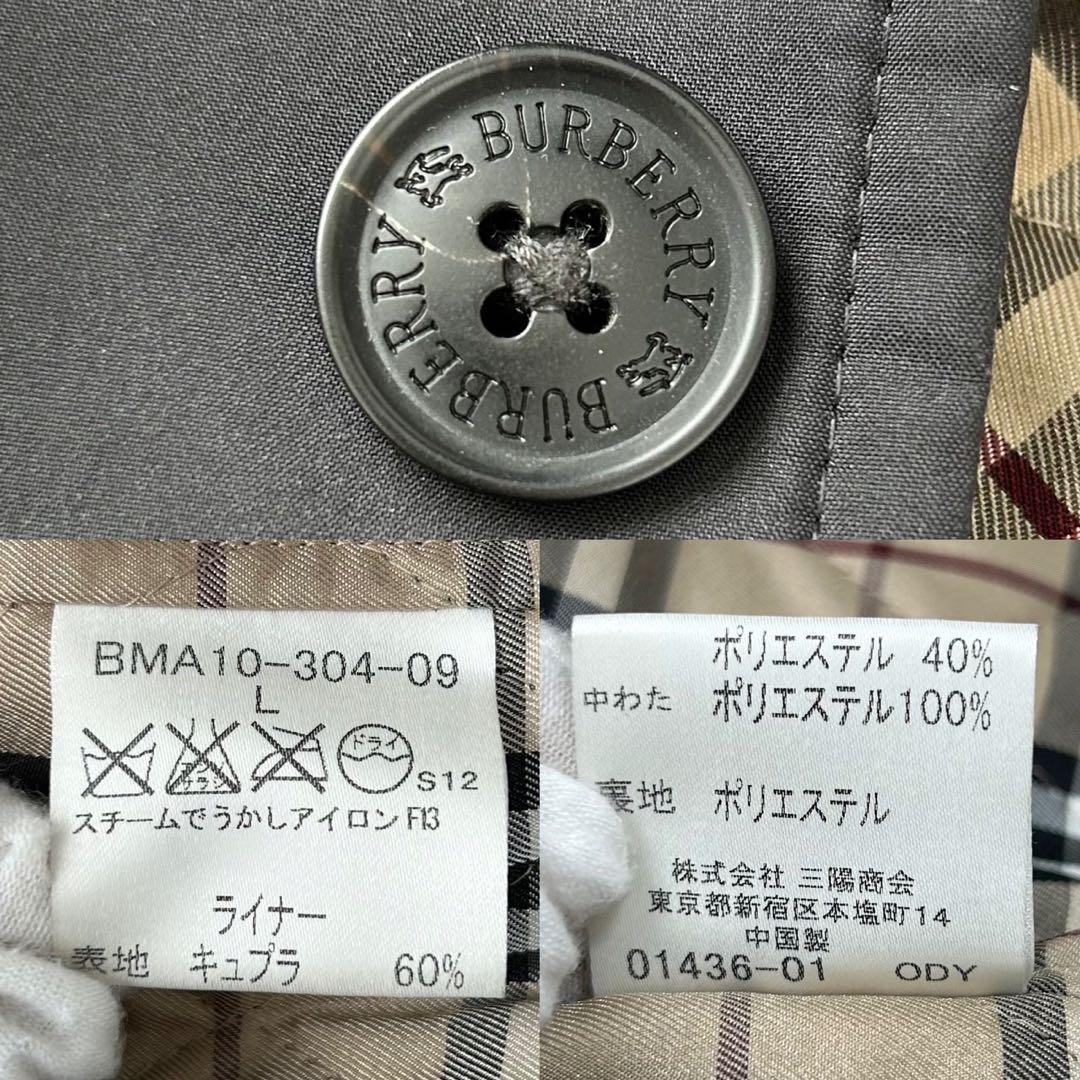 BURBERRY
BURBERRY
BMA10-304-09
L
ドライ
S12
スチームでうかしアイロンF13
ライナー
表地 キュプラ 60%
ポリエステル 40%
中わた ポリエステル100%
裏地 ポリエステル
株式会社 三陽商会
東京都新宿区本塩町14
中国製
01436-01 ODY